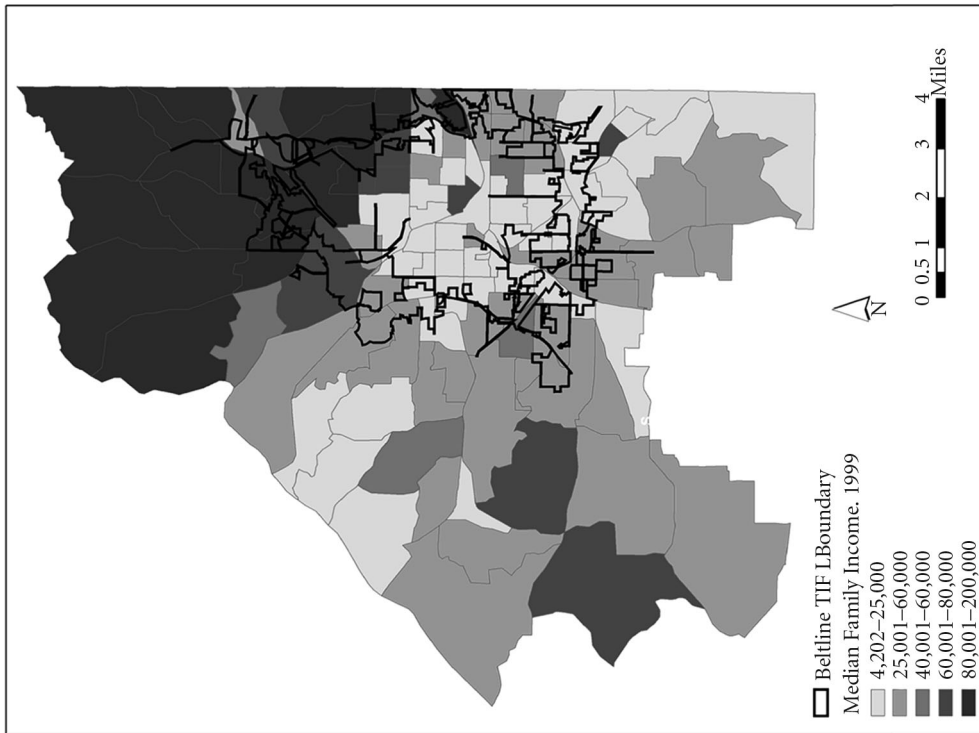 Beltline TIF LBoundary
Median Family Income. 1999
4,202–25,000
25,001–60,000
40,001–60,000
60,001–80,000
80,001–200,000
N
0 0.5 1 2 3 4
Miles
S